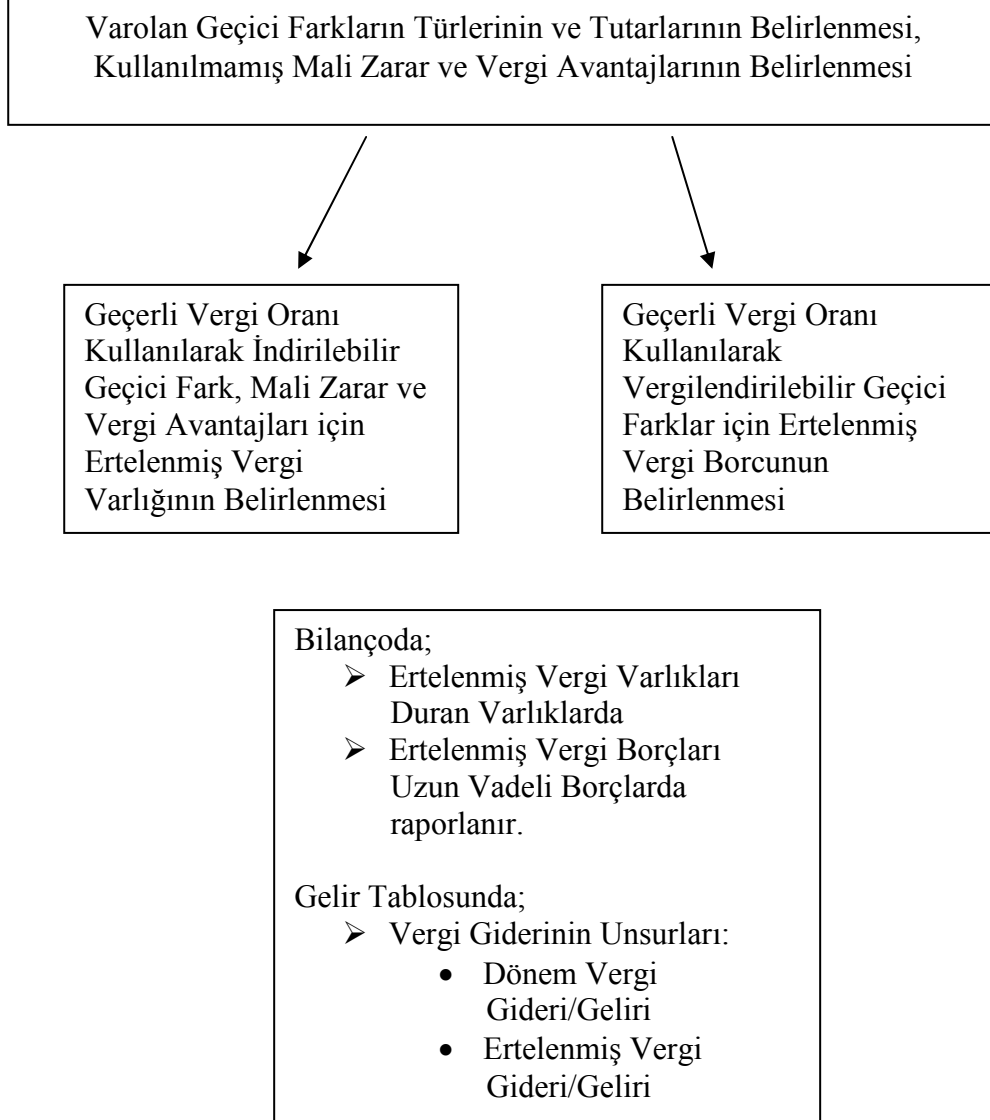 Varolan Geçici Farkların Türlerinin ve Tutarlarının Belirlenmesi,
Kullanılmamış Mali Zarar ve Vergi Avantajlarının Belirlenmesi
Geçerli Vergi Oranı
Kullanılarak İndirilebilir
Geçici Fark, Mali Zarar ve
Vergi Avantajları için
Ertelenmiş Vergi
Varlığının Belirlenmesi
Geçerli Vergi Oranı
Kullanılarak
Vergilendirilebilir Geçici
Farklar için Ertelenmiş
Vergi Borcunun
Belirlenmesi
Bilançoda;
➢ Ertelenmiş Vergi Varlıkları
Duran Varlıklarda
➢ Ertelenmiş Vergi Borçları
Uzun Vadeli Borçlarda
raporlanır.
Gelir Tablosunda;
➢ Vergi Giderinin Unsurları:
• Dönem Vergi
Gideri/Geliri
• Ertelenmiş Vergi
Gideri/Geliri